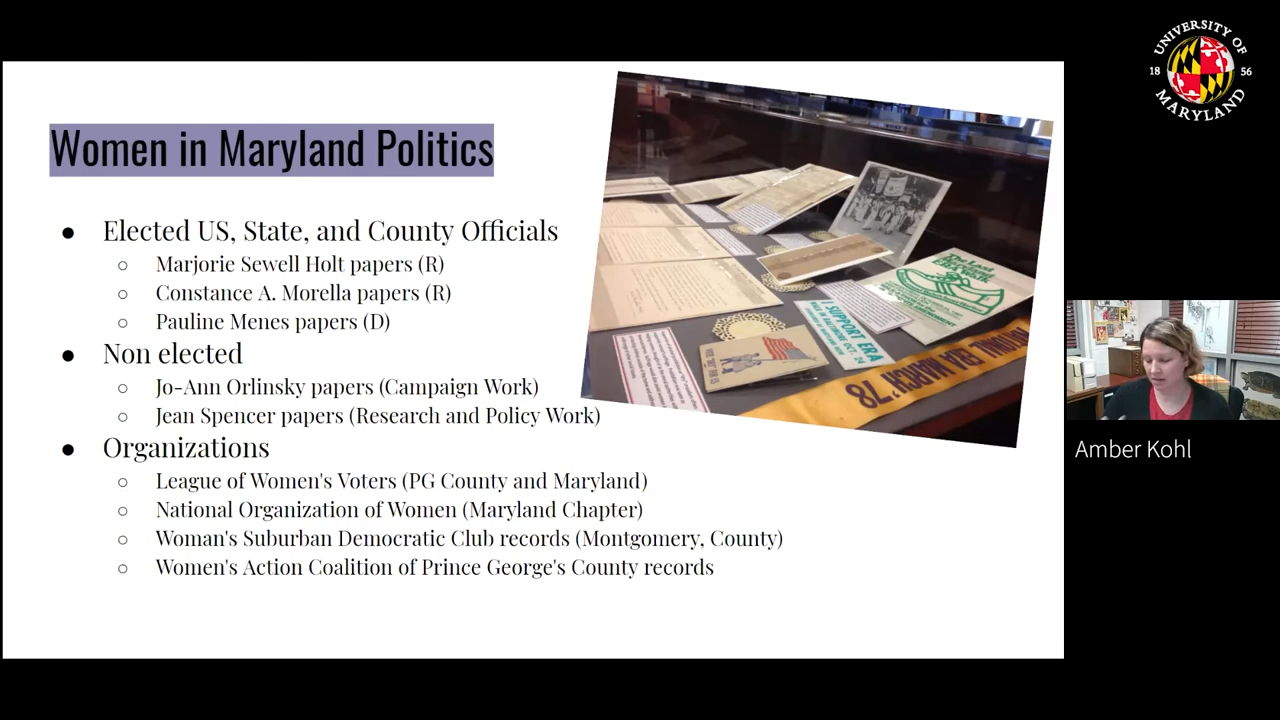 UNIVERSITY OF
18 56
MARYLAND
Women in Maryland Politics
● Elected US, State, and County Officials
○ Marjorie Sewell Holt papers (R)
○ Constance A. Morella papers (R)
○ Pauline Menes papers (D)
● Non elected
○ Jo-Ann Orlinsky papers (Campaign Work)
○ Jean Spencer papers (Research and Policy Work)
● Organizations
○ League of Women's Voters (PG County and Maryland)
○ National Organization of Women (Maryland Chapter)
○ Woman's Suburban Democratic Club records (Montgomery, County)
○ Women's Action Coalition of Prince George's County records
I SUPPORT ERA
ERA MARCH '78
Amber Kohl